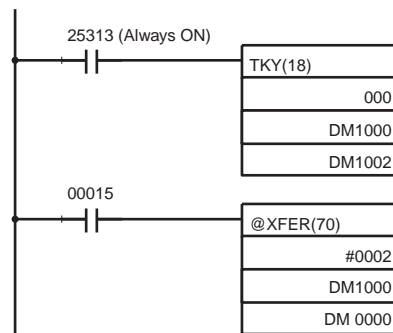 25313 (Always ON)
TKY(18)
000
DM1000
DM1002
00015
@XFER(70)
#0002
DM1000
DM 0000